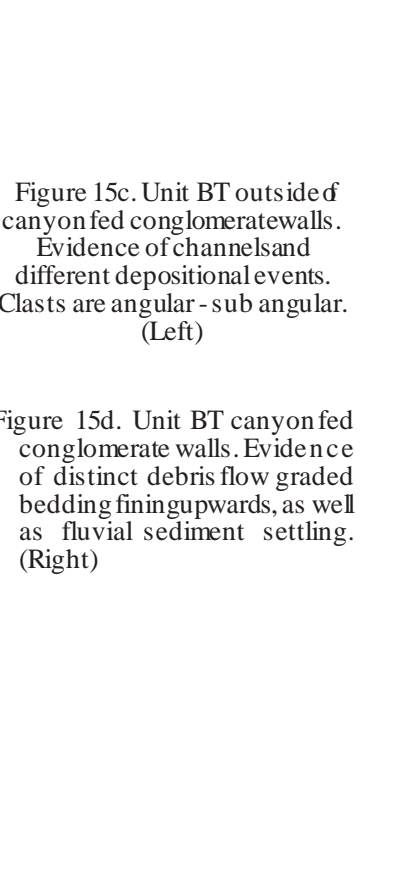 Figure 15c. Unit BT outside of
canyon fed conglomerate walls.
Evidence of channels and
different depositional events.
Clasts are angular - sub angular.
(Left)
Figure 15d. Unit BT canyon fed
conglomerate walls. Evidence
of distinct debris flow graded
bedding fining upwards, as well
as fluvial sediment settling.
(Right)